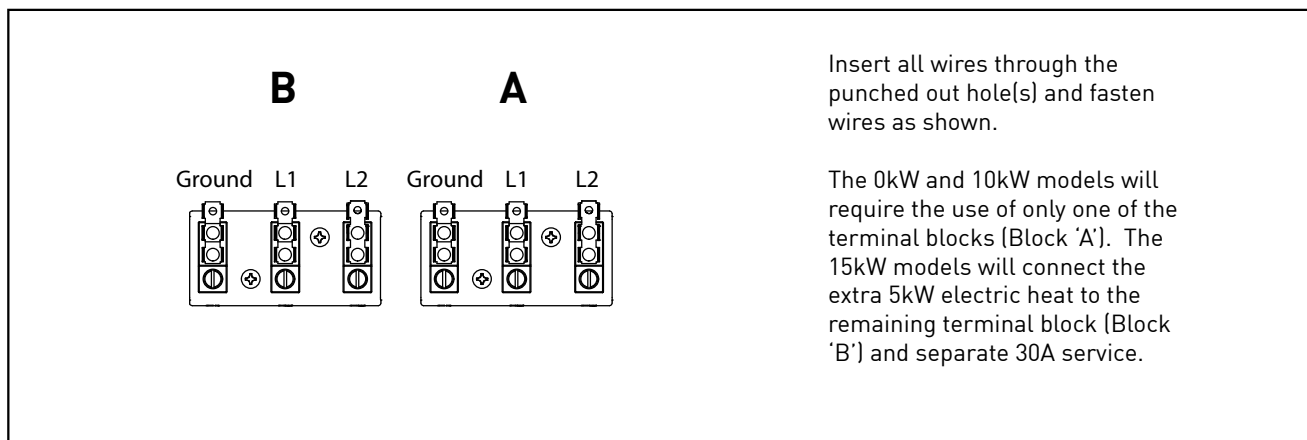 B A
Ground L1 L2 Ground L1 L2
Insert all wires through the
punched out hole(s) and fasten
wires as shown.
The 0kW and 10kW models will
require the use of only one of the
terminal blocks (Block ‘A’). The
15kW models will connect the
extra 5kW electric heat to the
remaining terminal block (Block
‘B’) and separate 30A service.